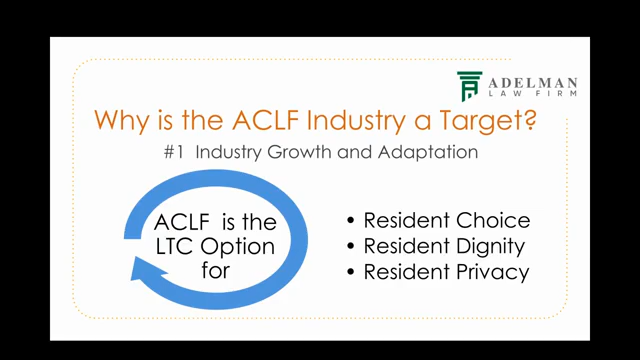 ADELMAN
LAW FIRM
Why is the ACLF Industry a Target?
#1 Industry Growth and Adaptation
ACLF is the
LTC Option
for
• Resident Choice
• Resident Dignity
• Resident Privacy